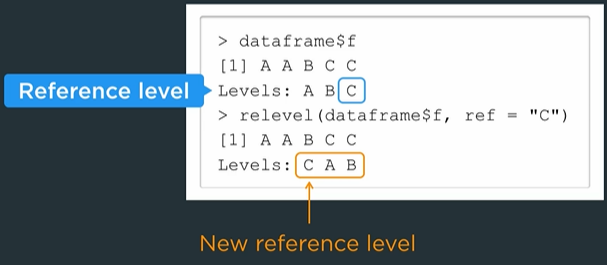 > dataframe$f
[1] A A B C C
Reference level
Levels: A B C
> relevel(dataframe$f, ref = "C")
[1] A A B C C
Levels: C A B
New reference level